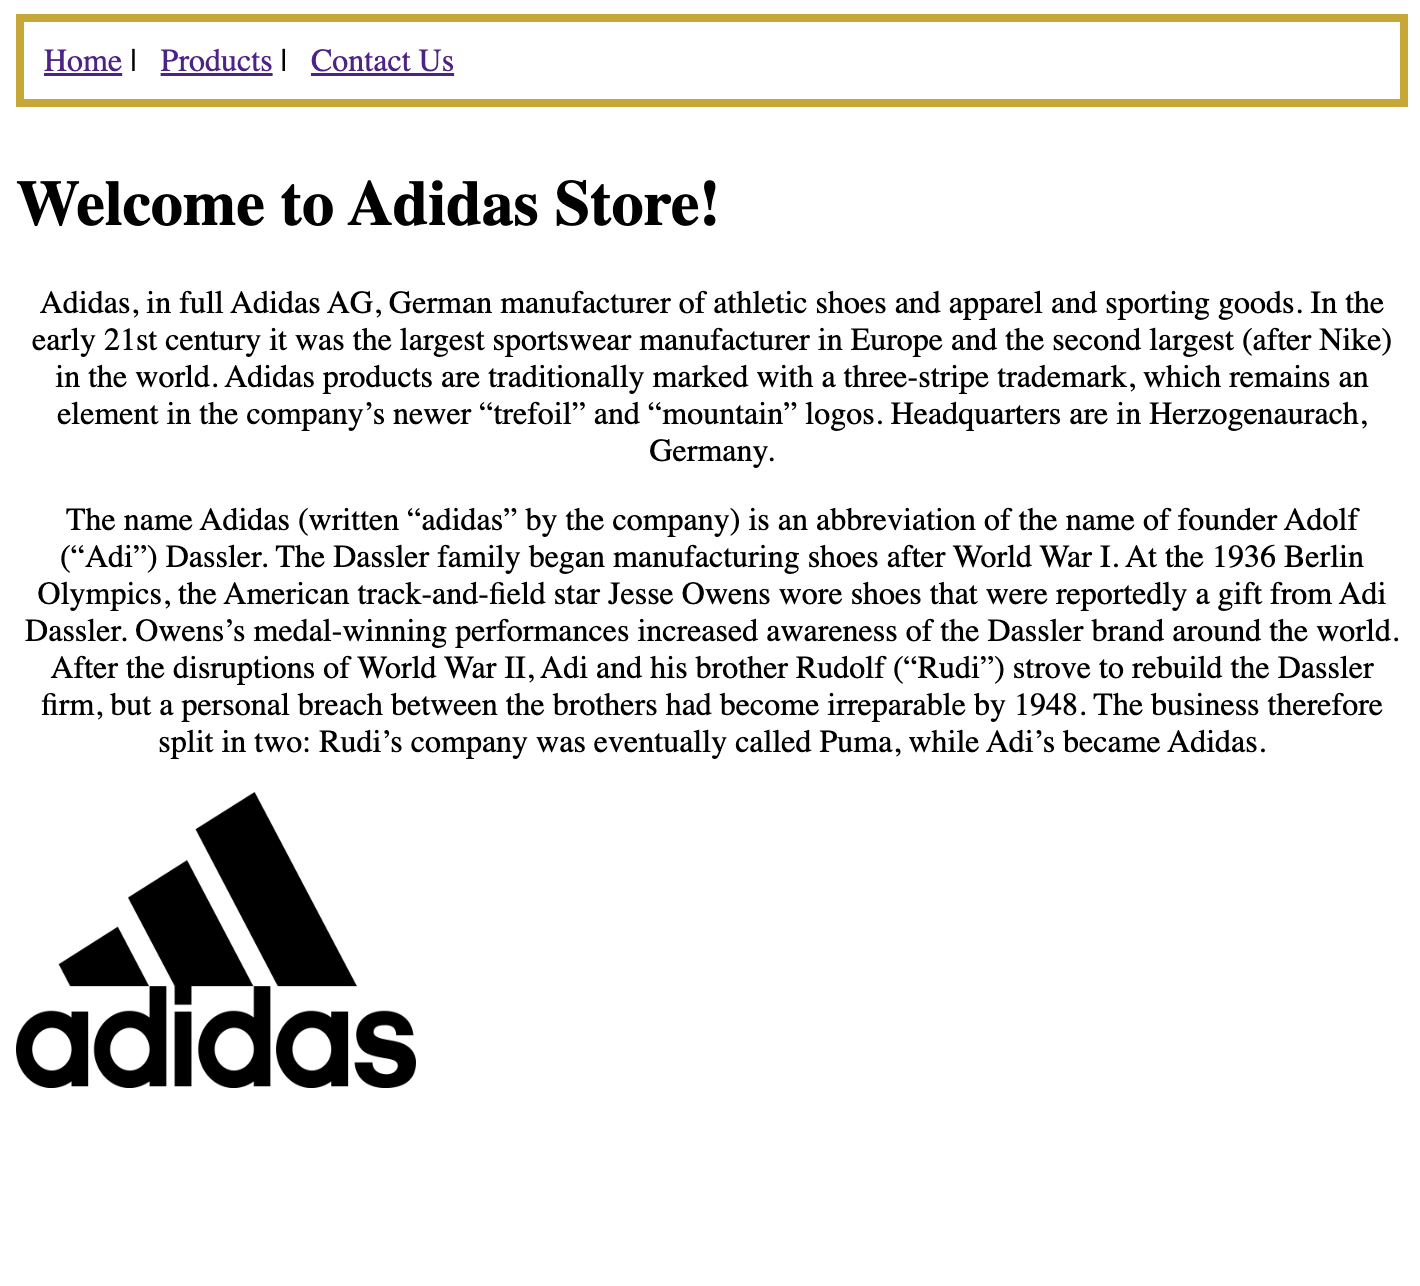 Home | Products | Contact Us
Welcome to Adidas Store!
Adidas, in full Adidas AG, German manufacturer of athletic shoes and apparel and sporting goods. In the
early 21st century it was the largest sportswear manufacturer in Europe and the second largest (after Nike)
in the world. Adidas products are traditionally marked with a three-stripe trademark, which remains an
element in the company’s newer “trefoil” and “mountain” logos. Headquarters are in Herzogenaurach,
Germany.
The name Adidas (written “adidas” by the company) is an abbreviation of the name of founder Adolf
(“Adi”) Dassler. The Dassler family began manufacturing shoes after World War I. At the 1936 Berlin
Olympics, the American track-and-field star Jesse Owens wore shoes that were reportedly a gift from Adi
Dassler. Owens’s medal-winning performances increased awareness of the Dassler brand around the world.
After the disruptions of World War II, Adi and his brother Rudolf (“Rudi”) strove to rebuild the Dassler
firm, but a personal breach between the brothers had become irreparable by 1948. The business therefore
split in two: Rudi’s company was eventually called Puma, while Adi’s became Adidas.
adidas